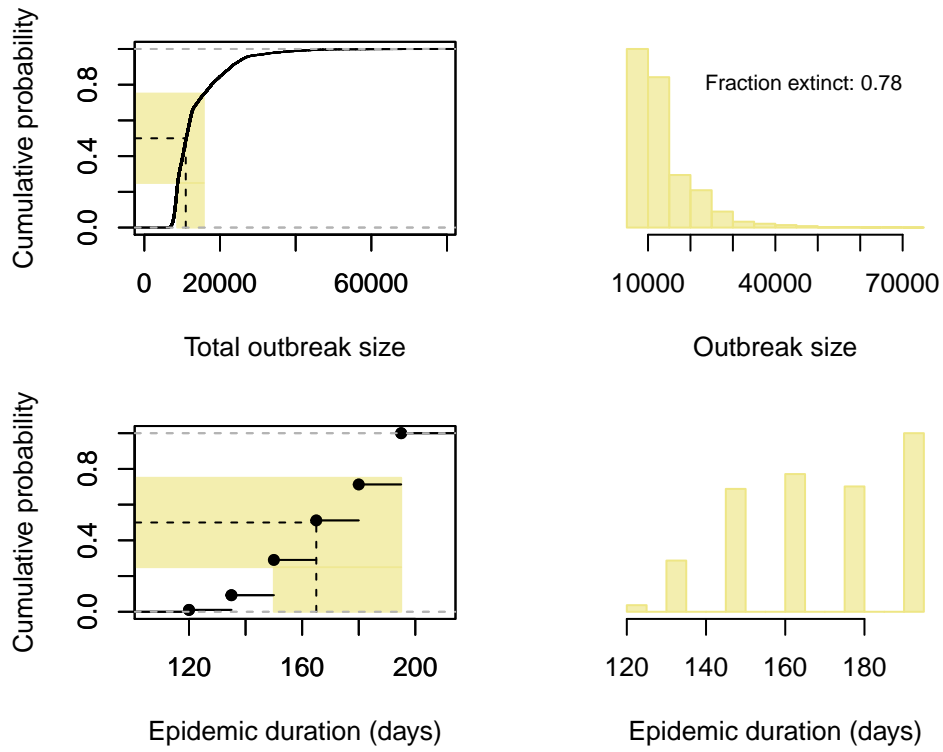 Cumulative probability
0.0 0.4 0.8
0 20000 60000
Total outbreak size
Fraction extinct: 0.78
10000 40000 70000
Outbreak size
Cumulative probability
0.0 0.4 0.8
120 160 200
Epidemic duration (days)
120 140 160 180
Epidemic duration (days)